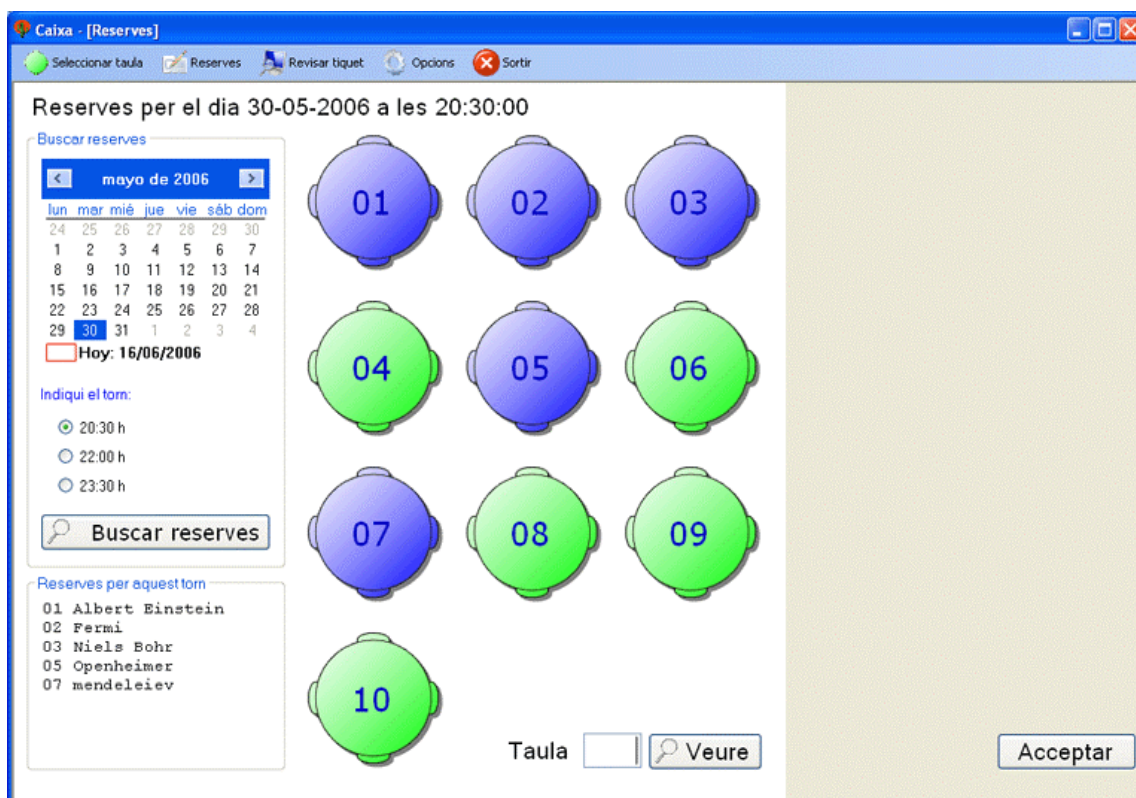 Caixa - [Reserves]
Seleccionar taula Reserves Revisar tiquet Opcions Sortir
Reserves per el dia 30-05-2006 a les 20:30:00
Buscar reserves
mayo de 2006
lun mar mié jue vie sáb dom
24 25 26 27 28 29 30
1 2 3 4 5 6 7
8 9 10 11 12 13 14
15 16 17 18 19 20 21
22 23 24 25 26 27 28
29 30 31 1 2 3 4
Hoy: 16/06/2006
Indiqui el torn:
20:30 h
22:00 h
23:30 h
Buscar reserves
Reserves per aquest torn
01 Albert Einstein
02 Fermi
03 Niels Bohr
05 Openheimer
07 mendeleiev
01 02 03
04 05 06
07 08 09
10
Taula Veure
Acceptar